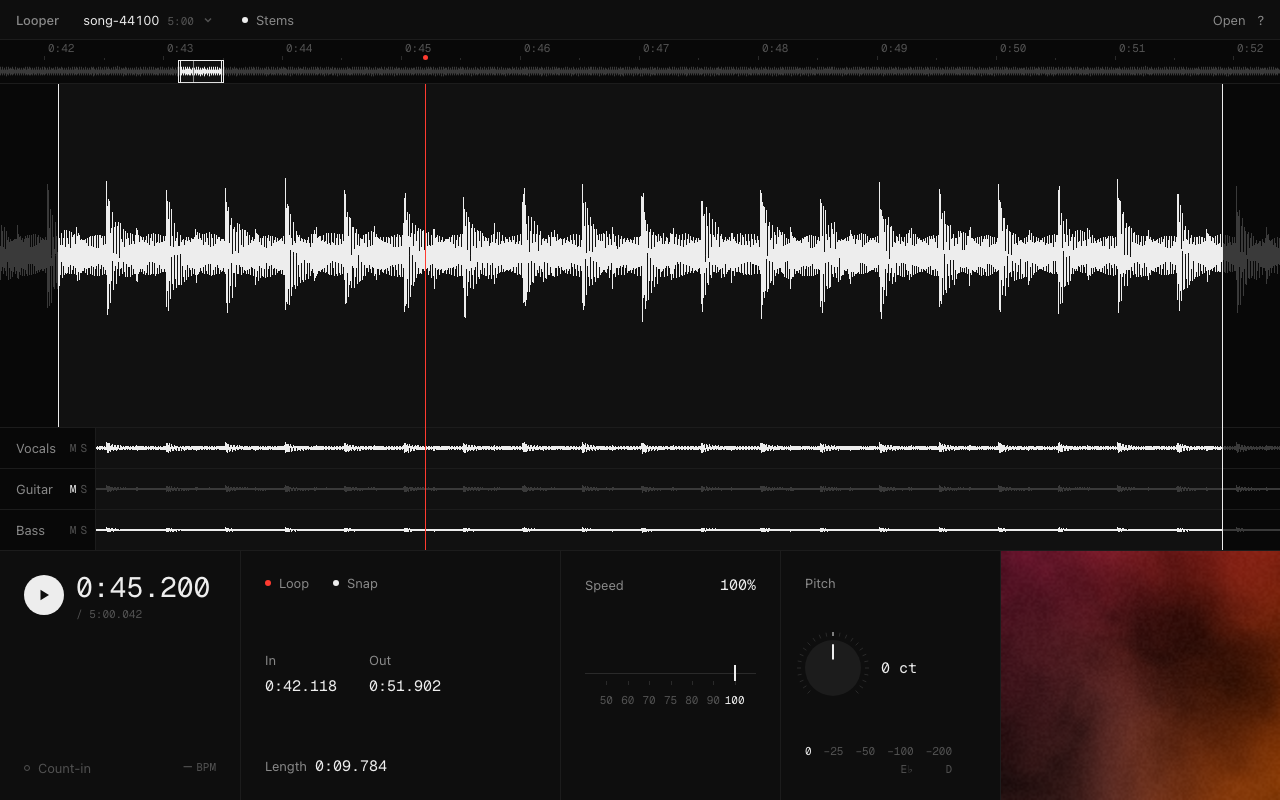 Looper song-44100 5:00 Stems Open ?
0:42 0:43 0:44 0:45 0:46 0:47 0:48 0:49 0:50 0:51 0:52
Vocals M S
Guitar M S
Bass M S
0:45.200
/ 5:00.042
Count-in — BPM
Loop Snap
In Out
0:42.118 0:51.902
Length 0:09.784
Speed 100%
50 60 70 75 80 90 100
Pitch
0 ct
0 −25 −50 −100 −200
E♭ D